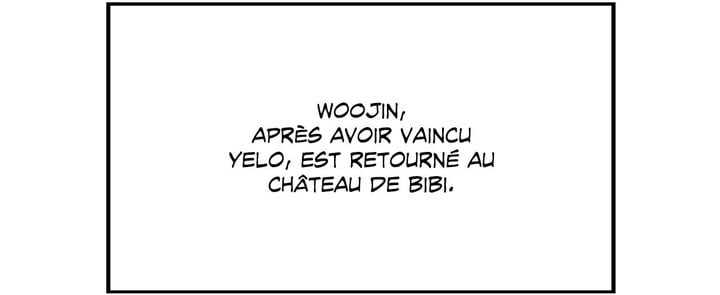 WOOJIN,
APRÈS AVOIR VAINCU
YELO, EST RETOURNÉ AU
CHÂTEAU DE BIBI.